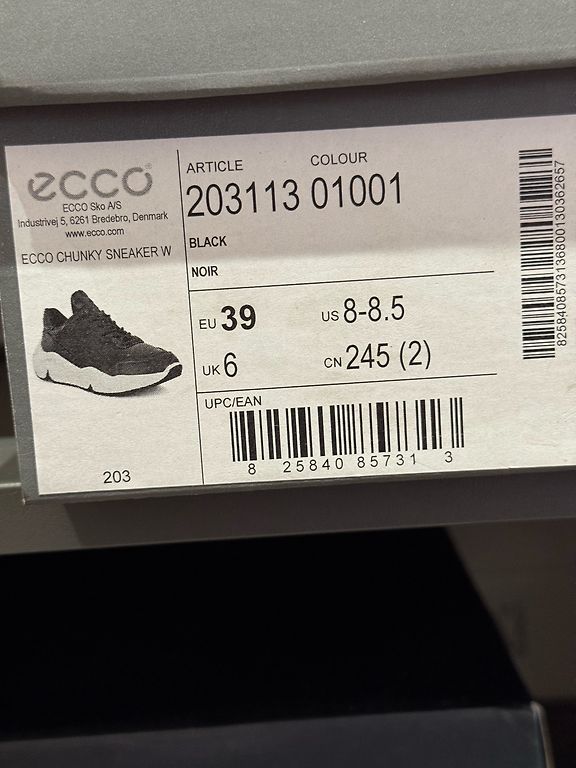 ecco®
ECCO Sko A/S
Industrivej 5, 6261 Bredebro, Denmark
www.ecco.com
ECCO CHUNKY SNEAKER W
203
ARTICLE COLOUR
203113 01001
BLACK
NOIR
EU 39 US 8-8.5
UK 6 CN 245 (2)
UPC/EAN
8 25840 85731 3
8258408573136800130362657